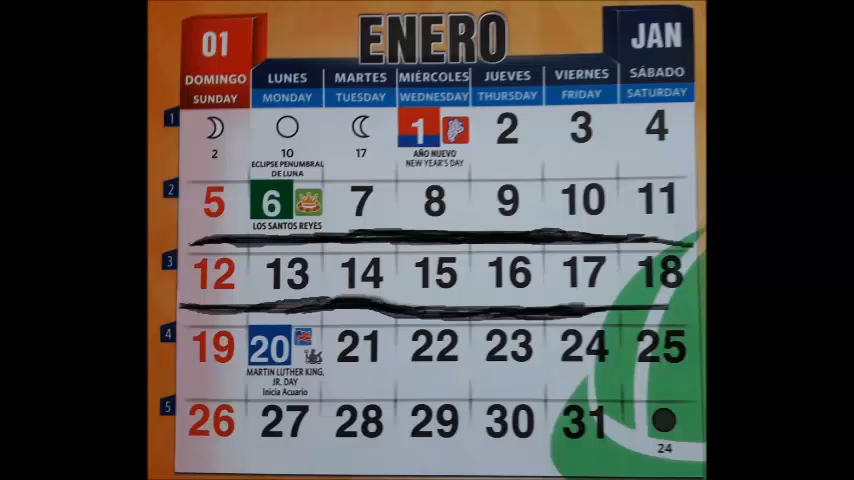 01 ENERO JAN
DOMINGO LUNES MARTES MIÉRCOLES JUEVES VIERNES SÁBADO
SUNDAY MONDAY TUESDAY WEDNESDAY THURSDAY FRIDAY SATURDAY
1 1 2 3 4
2 10 17 AÑO NUEVO
ECLIPSE PENUMBRAL NEW YEAR'S DAY
DE LUNA
2 5 6 7 8 9 10 11
LOS SANTOS REYES
3 12 13 14 15 16 17 18
4 19 20 21 22 23 24 25
MARTIN LUTHER KING,
JR. DAY
Inicia Acuario
5 26 27 28 29 30 31
24